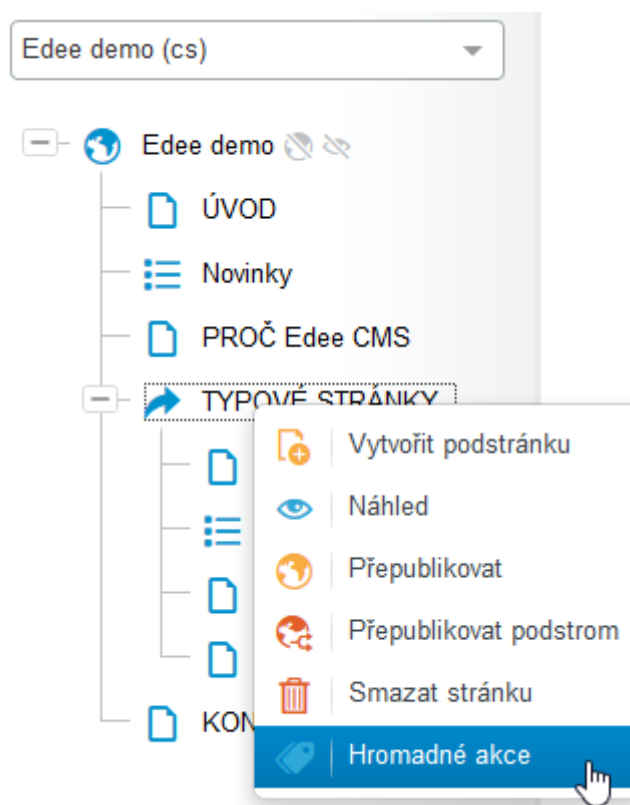 Edee demo (cs)
Edee demo
ÚVOD
Novinky
PROČ Edee CMS
TYPOVÉ STRÁNKY
Vytvořit podstránku
Náhled
Přepublikovat
Přepublikovat podstrom
Smazat stránku
KON
Hromadné akce